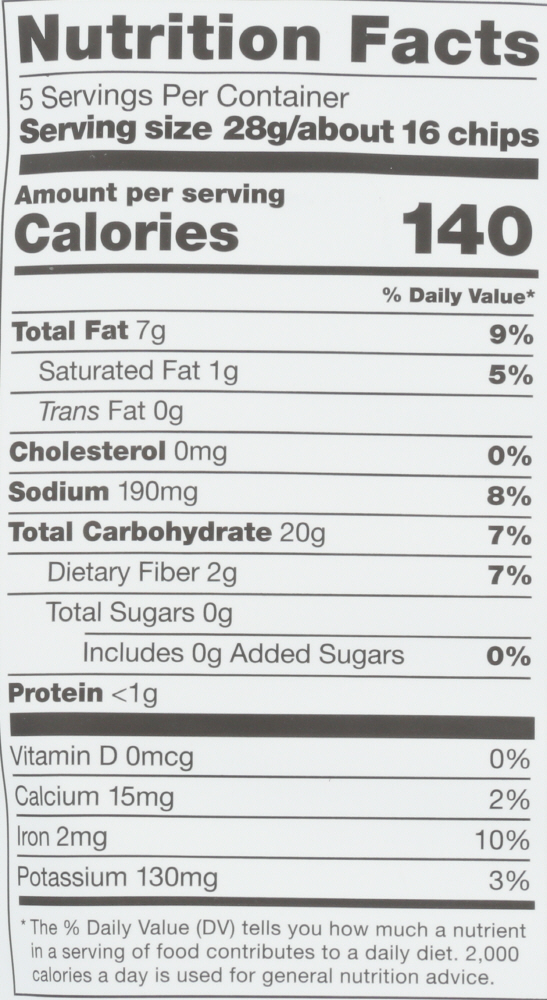 Nutrition Facts
5 Servings Per Container
Serving size 28g/about 16 chips
Amount per serving
Calories 140
% Daily Value*
Total Fat 7g 9%
Saturated Fat 1g 5%
Trans Fat 0g
Cholesterol 0mg 0%
Sodium 190mg 8%
Total Carbohydrate 20g 7%
Dietary Fiber 2g 7%
Total Sugars 0g
Includes 0g Added Sugars 0%
Protein <1g
Vitamin D 0mcg 0%
Calcium 15mg 2%
Iron 2mg 10%
Potassium 130mg 3%
*The % Daily Value (DV) tells you how much a nutrient
in a serving of food contributes to a daily diet. 2,000
calories a day is used for general nutrition advice.